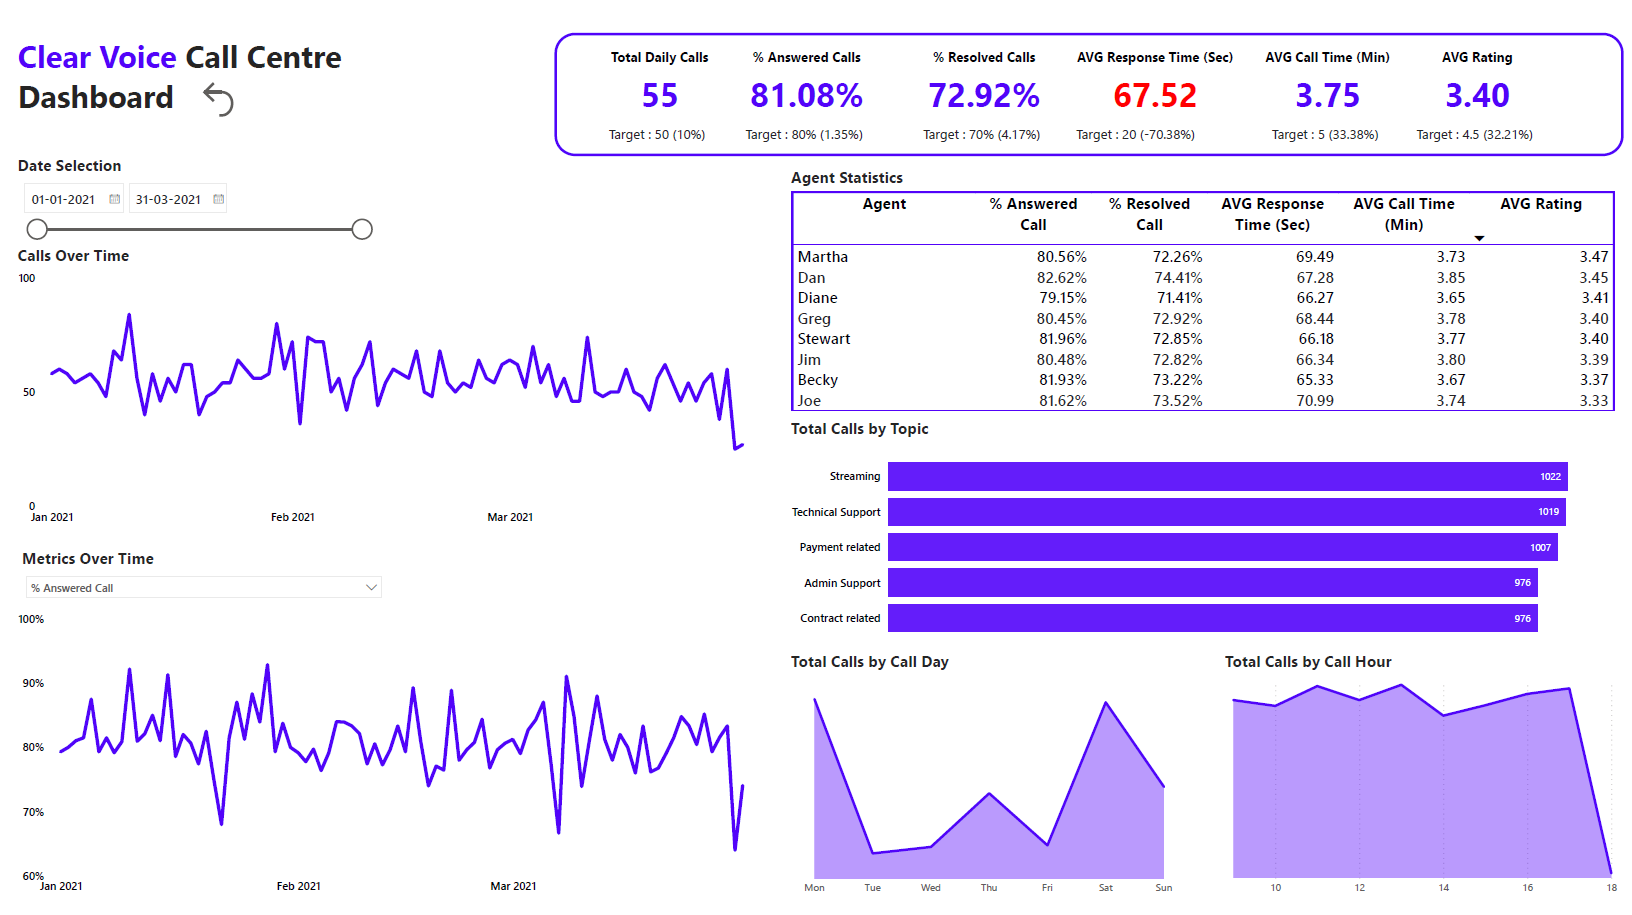 Clear Voice Call Centre
Dashboard
Total Daily Calls
55
Target : 50 (10%)
% Answered Calls
81.08%
Target : 80% (1.35%)
% Resolved Calls
72.92%
Target : 70% (4.17%)
AVG Response Time (Sec)
67.52
Target : 20 (-70.38%)
AVG Call Time (Min)
3.75
Target : 5 (33.38%)
AVG Rating
3.40
Target : 4.5 (32.21%)
Date Selection
01-01-2021 31-03-2021
Calls Over Time
100
50
0
Jan 2021 Feb 2021 Mar 2021
Metrics Over Time
% Answered Call
100%
90%
80%
70%
60%
Jan 2021 Feb 2021 Mar 2021
Agent Statistics
Agent % Answered Call % Resolved Call AVG Response Time (Sec) AVG Call Time (Min) AVG Rating
Martha 80.56% 72.26% 69.49 3.73 3.47
Dan 82.62% 74.41% 67.28 3.85 3.45
Diane 79.15% 71.41% 66.27 3.65 3.41
Greg 80.45% 72.92% 68.44 3.78 3.40
Stewart 81.96% 72.85% 66.18 3.77 3.40
Jim 80.48% 72.82% 66.34 3.80 3.39
Becky 81.93% 73.22% 65.33 3.67 3.37
Joe 81.62% 73.52% 70.99 3.74 3.33
Total Calls by Topic
Streaming 1022
Technical Support 1019
Payment related 1007
Admin Support 976
Contract related 976
Total Calls by Call Day
Mon Tue Wed Thu Fri Sat Sun
Total Calls by Call Hour
10 12 14 16 18